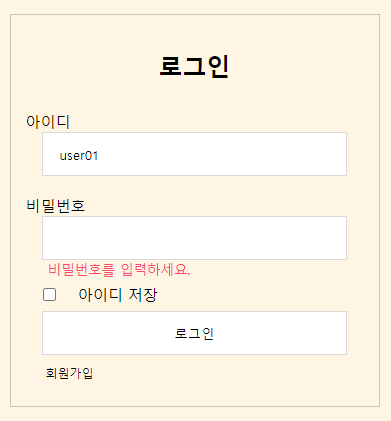 로그인
아이디
user01
비밀번호
비밀번호를 입력하세요.
아이디 저장
로그인
회원가입